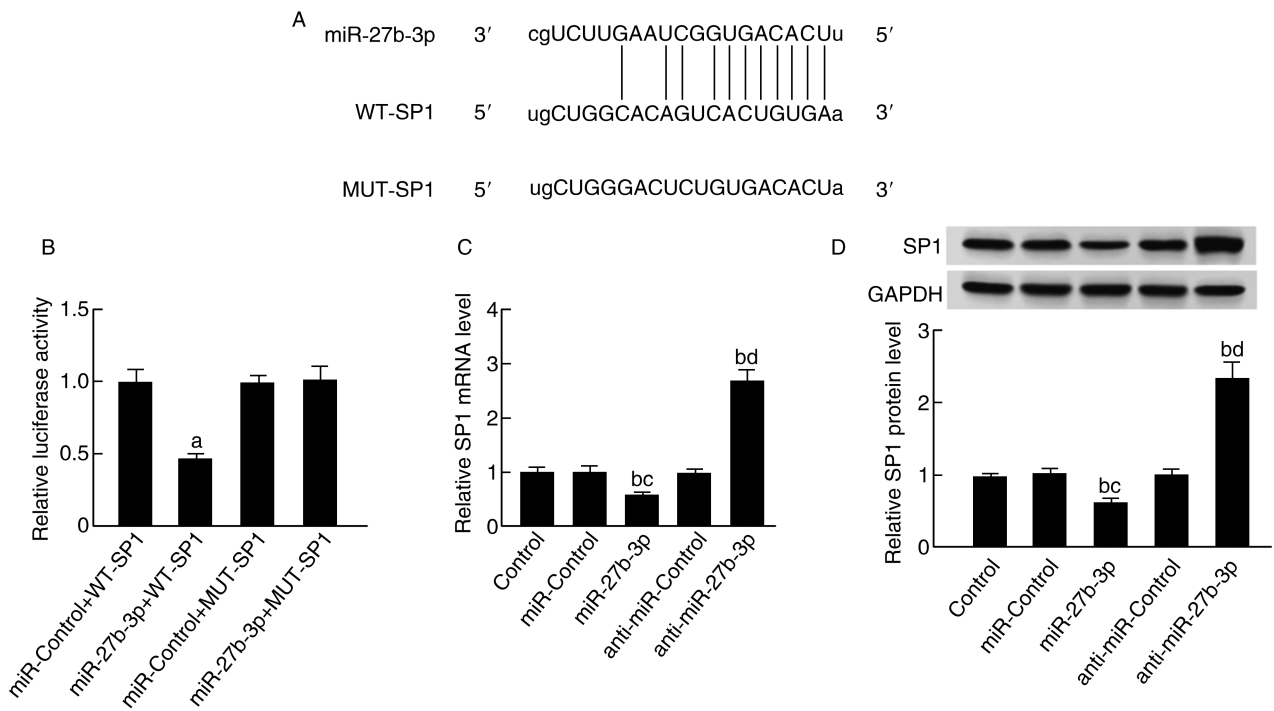 A
miR-27b-3p 3′ cgUCUUGAAUCGGUGACACUu 5′
WT-SP1 5′ ugCUGGCACAGUCACUGUGAa 3′
MUT-SP1 5′ ugCUGGGACUCUGUGACACUa 3′
B
Relative luciferase activity
1.5
1.0
0.5
0
a
miR-Control+WT-SP1
miR-27b-3p+WT-SP1
miR-Control+MUT-SP1
miR-27b-3p+MUT-SP1
C
Relative SP1 mRNA level
4
3
2
1
0
bc
bd
Control
miR-Control
miR-27b-3p
anti-miR-Control
anti-miR-27b-3p
D
SP1
GAPDH
Relative SP1 protein level
3
2
1
0
bc
bd
Control
miR-Control
miR-27b-3p
anti-miR-Control
anti-miR-27b-3p